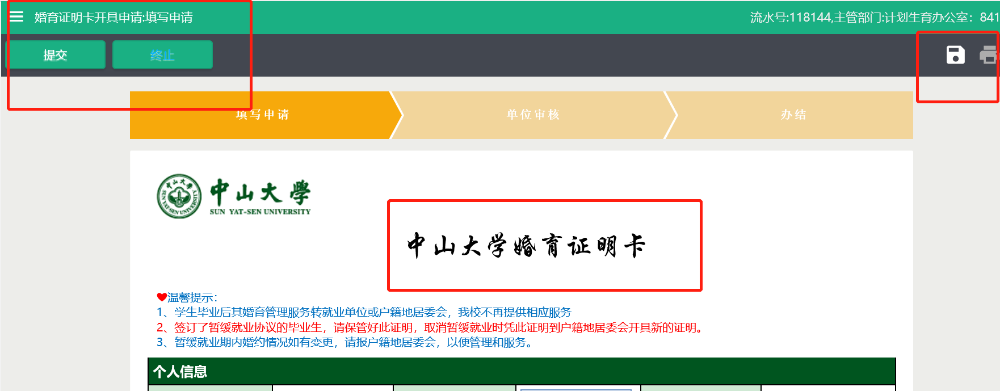 婚育证明卡开具申请:填写申请
流水号:118144,主管部门:计划生育办公室：841
提交
终止
填写申请
单位审核
办结
中山大學
SUN YAT-SEN UNIVERSITY
中山大学婚育证明卡
温馨提示：
1、学生毕业后其婚育管理服务转就业单位或户籍地居委会，我校不再提供相应服务
2、签订了暂缓就业协议的毕业生，请保管好此证明，取消暂缓就业时凭此证明到户籍地居委会开具新的证明。
3、暂缓就业期内婚约情况如有变更，请报户籍地居委会，以便管理和服务。
个人信息